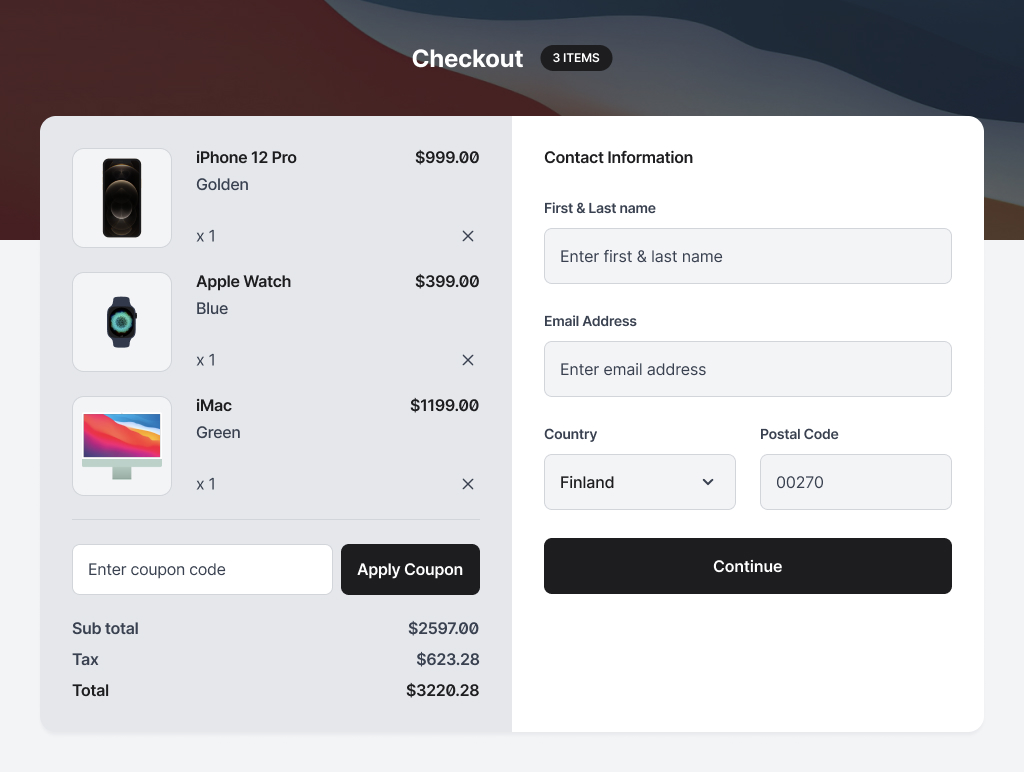 Checkout
3 ITEMS
iPhone 12 Pro
$999.00
Golden
x 1
Apple Watch
$399.00
Blue
x 1
iMac
$1199.00
Green
x 1
Enter coupon code
Apply Coupon
Sub total
$2597.00
Tax
$623.28
Total
$3220.28
Contact Information
First & Last name
Enter first & last name
Email Address
Enter email address
Country
Postal Code
Finland
00270
Continue